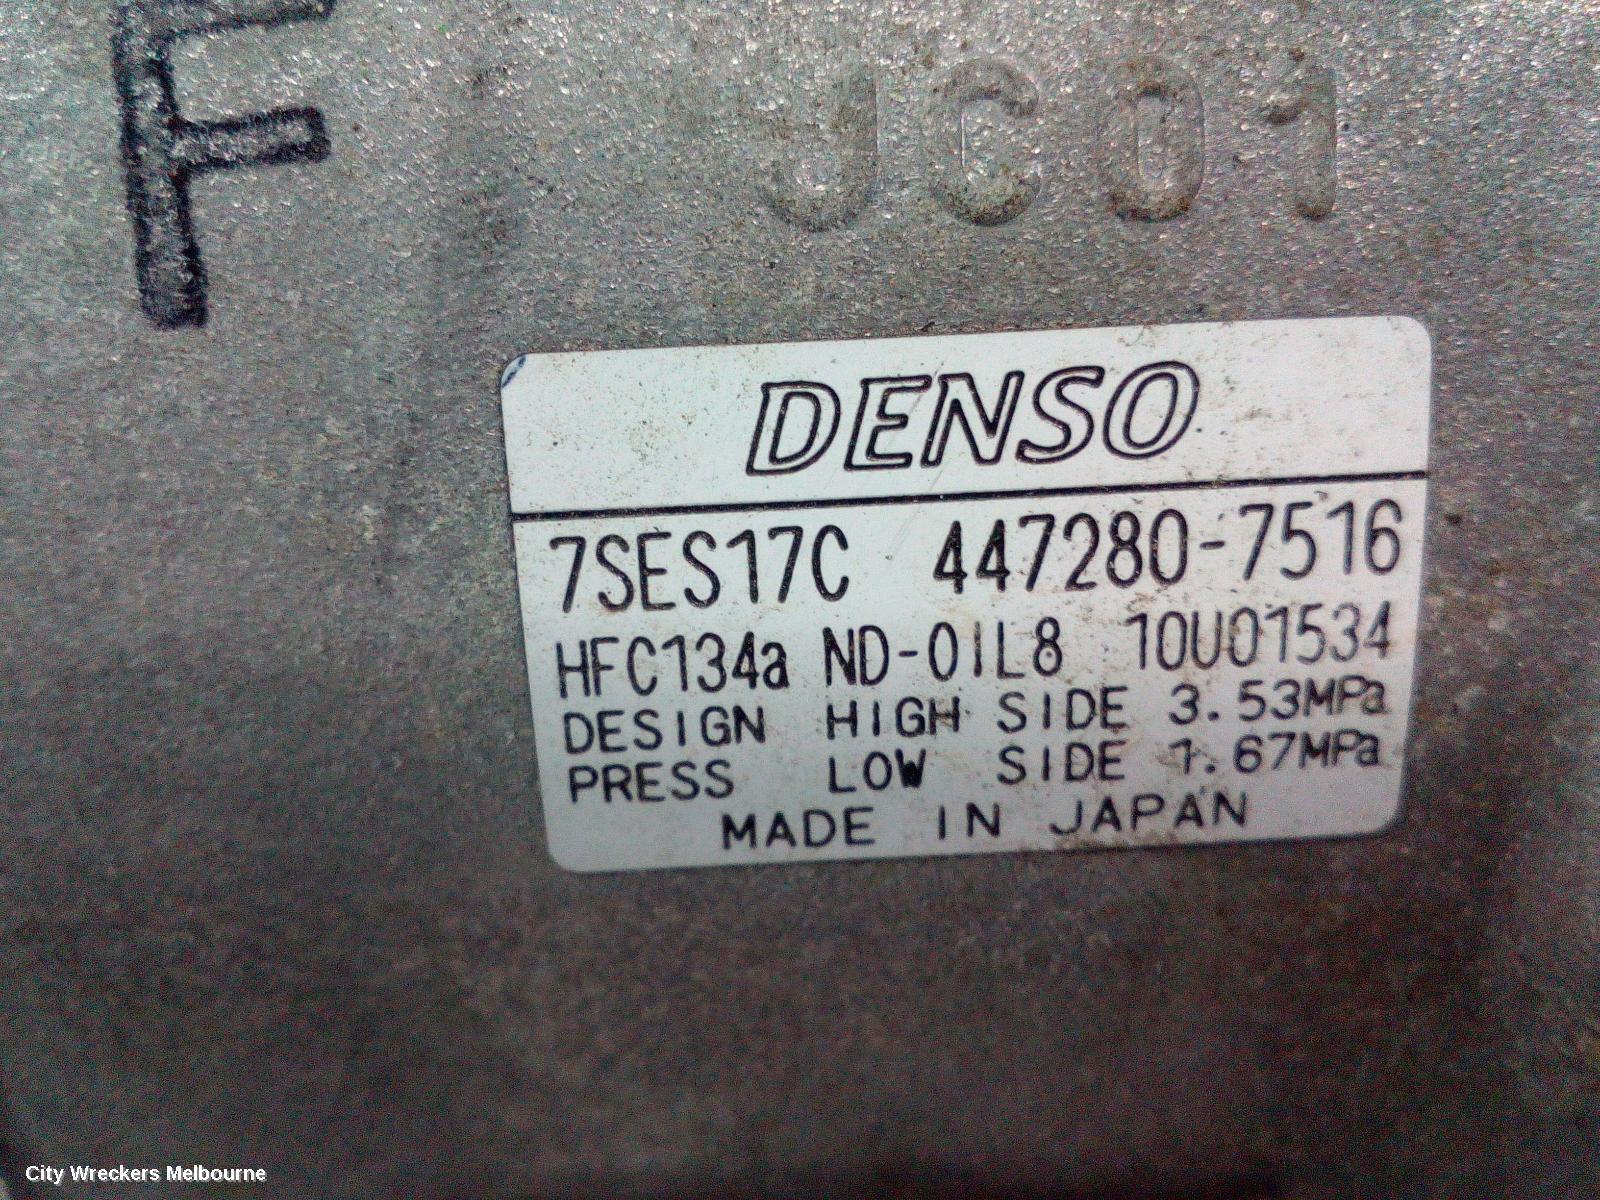 F
JC01
DENSO
7SES17C 447280-7516
HFC134a ND-OIL8 10U01534
DESIGN HIGH SIDE 3.53MPa
PRESS LOW SIDE 1.67MPa
MADE IN JAPAN
City Wreckers Melbourne